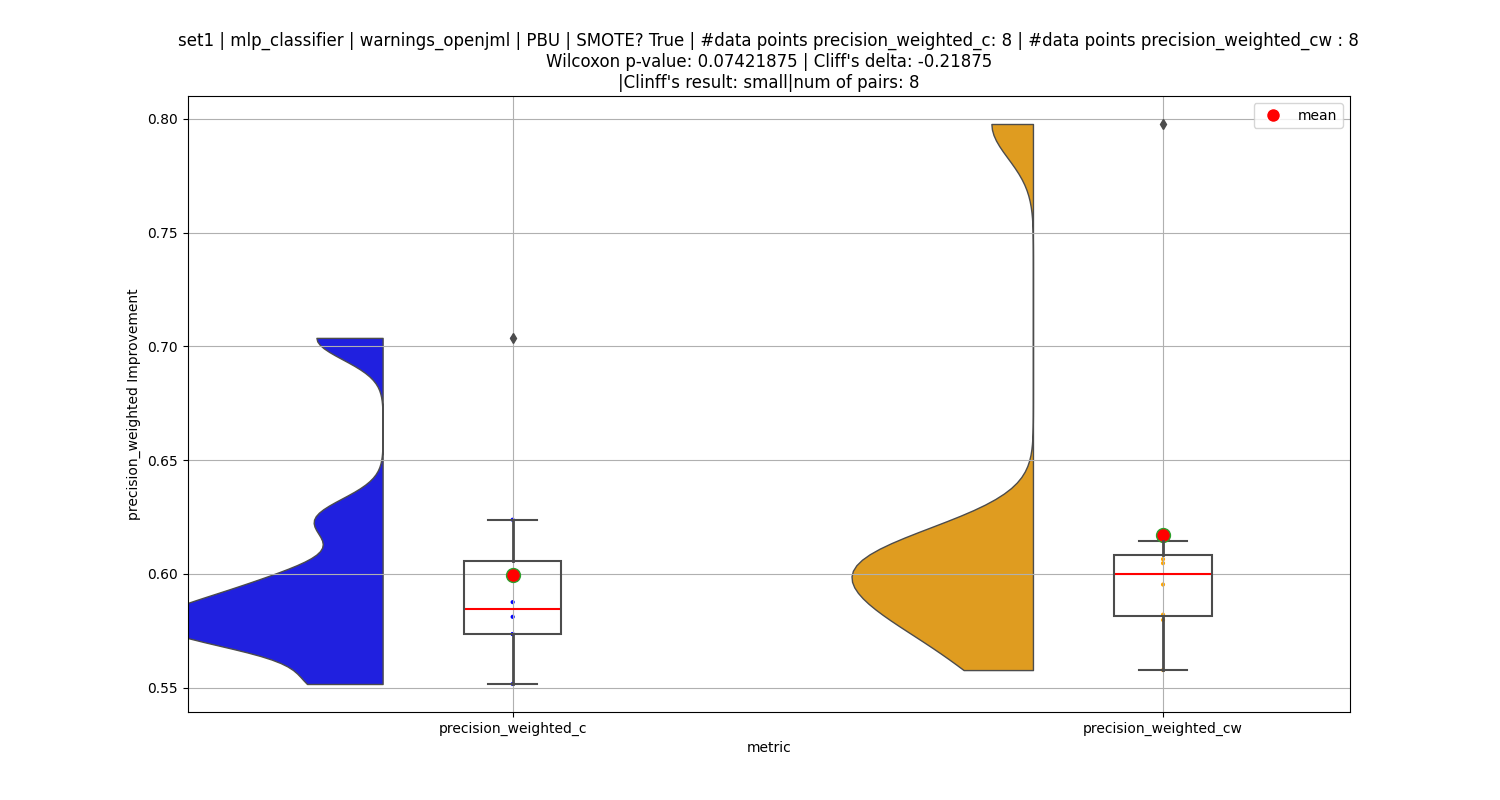 set1 | mlp_classifier | warnings_openjml | PBU | SMOTE? True | #data points precision_weighted_c: 8 | #data points precision_weighted_cw : 8
Wilcoxon p-value: 0.07421875 | Cliff's delta: -0.21875
|Clinff's result: small|num of pairs: 8
mean
0.80
0.75
0.70
0.65
0.60
0.55
precision_weighted Improvement
precision_weighted_c
precision_weighted_cw
metric